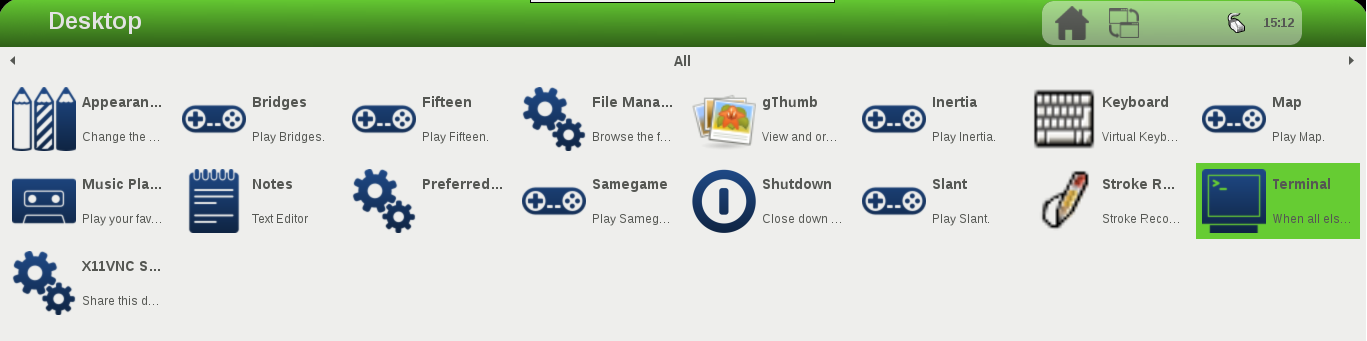 Desktop
15:12
All
Appearan...
Change the ...
Bridges
Play Bridges.
Fifteen
Play Fifteen.
File Mana...
Browse the f...
gThumb
View and or...
Inertia
Play Inertia.
Keyboard
Virtual Keyb...
Map
Play Map.
Music Pla...
Play your fav...
Notes
Text Editor
Preferred...
Samegame
Play Sameg...
Shutdown
Close down ...
Slant
Play Slant.
Stroke R...
Stroke Reco...
Terminal
When all els...
X11VNC S...
Share this d...